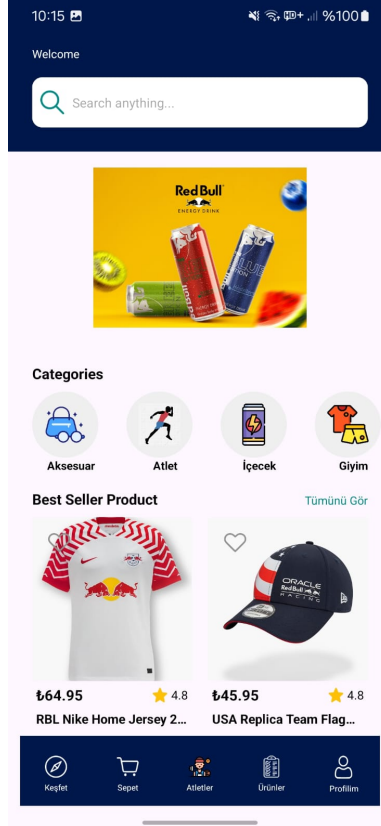 10:15
HD+ %100
Welcome
Search anything...
Red Bull
ENERGY DRINK
Categories
Aksesuar Atlet İçecek Giyim
Best Seller Product Tümünü Gör
ORACLE
Red Bull
RACING
₺64.95 4.8 ₺45.95 4.8
RBL Nike Home Jersey 2... USA Replica Team Flag...
Keşfet Sepet Atletler Ürünler Profilim